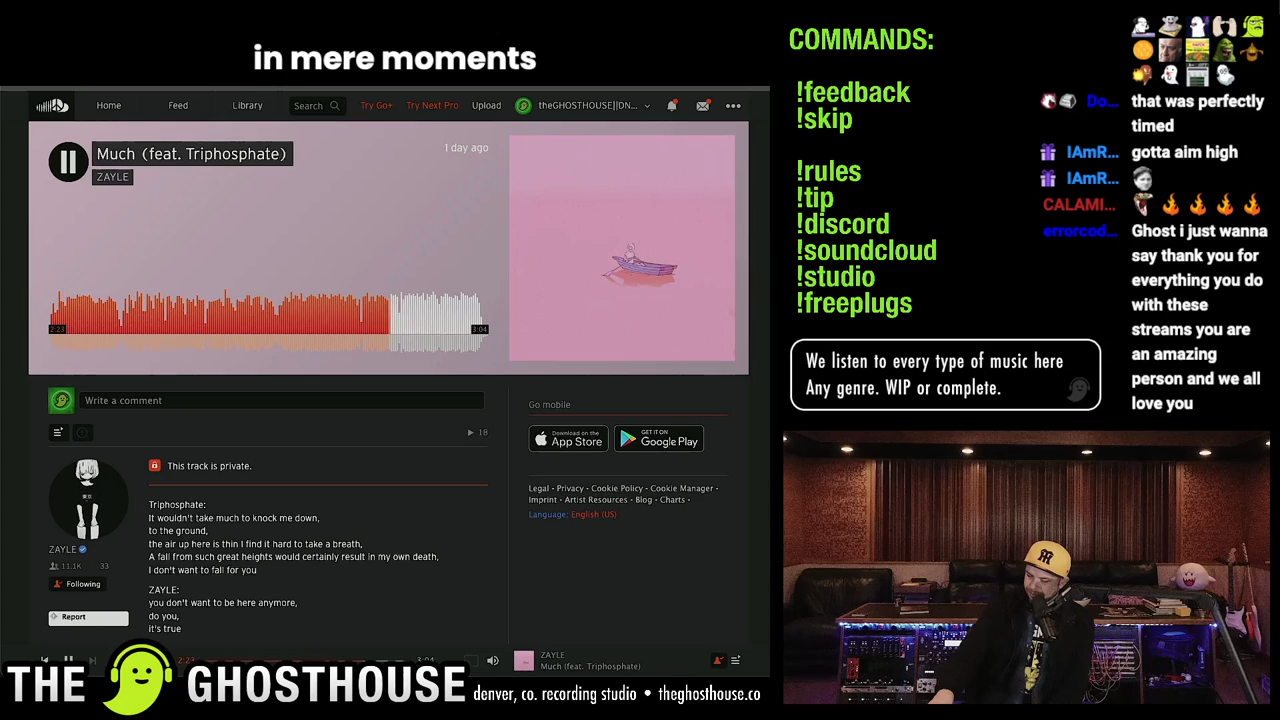 in mere moments
Home
Feed
Library
Search
Try Go+
Try Next Pro
Upload
theGHOSTHOUSE||DN...
Much (feat. Triphosphate)
1 day ago
ZAYLE
2:23
3:04
Write a comment
18
This track is private.
Triphosphate:
It wouldn't take much to knock me down,
to the ground,
the air up here is thin I find it hard to take a breath,
A fall from such great heights would certainly result in my own death,
I don't want to fall for you
ZAYLE:
you don't want to be here anymore,
do you,
it's true
ZAYLE
11.1K
33
Following
Report
Go mobile
Download on the
App Store
GET IT ON
Google Play
Legal - Privacy - Cookie Policy - Cookie Manager -
Imprint - Artist Resources - Blog - Charts -
Language: English (US)
2:23
3:04
ZAYLE
Much (feat. Triphosphate)
THE GHOSTHOUSE
denver, co. recording studio • theghosthouse.co
COMMANDS:
!feedback
!skip
!rules
!tip
!discord
!soundcloud
!studio
!freeplugs
We listen to every type of music here
Any genre. WIP or complete.
Do... that was perfectly
timed
IAmR... gotta aim high
IAmR...
CALAMI...
errorcod... Ghost i just wanna
say thank you for
everything you do
with these
streams you are
an amazing
person and we all
love you